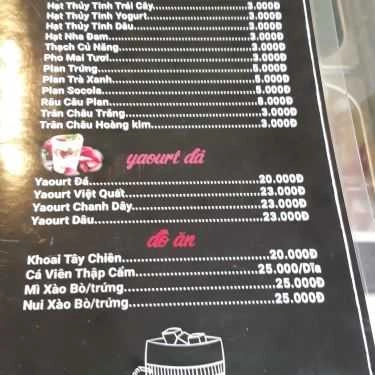 Hạt Thủy Tinh Trái Cây..................3.000Đ
Hạt Thủy Tinh Yogurt..................3.000Đ
Hạt Thủy Tinh Dâu..................3.000Đ
Hạt Nha Đam..................3.000Đ
Thạch Củ Năng..................3.000Đ
Pho Mai Tươi..................3.000Đ
Plan Trứng..................5.000Đ
Plan Trà Xanh..................5.000Đ
Plan Socola..................5.000Đ
Râu Câu Plan..................5.000Đ
Trân Châu Trắng..................3.000Đ
Trân Châu Hoàng kim..................3.000Đ
yaourt đá
Yaourt Đá..................20.000Đ
Yaourt Việt Quất..................23.000Đ
Yaourt Chanh Dây..................23.000Đ
Yaourt Dâu..................23.000Đ
đồ ăn
Khoai Tây Chiên..................20.000Đ
Cá Viên Thập Cẩm..................25.000/Dĩa
Mì Xào Bò/trứng..................25.000Đ
Nui Xào Bò/trứng..................25.000Đ